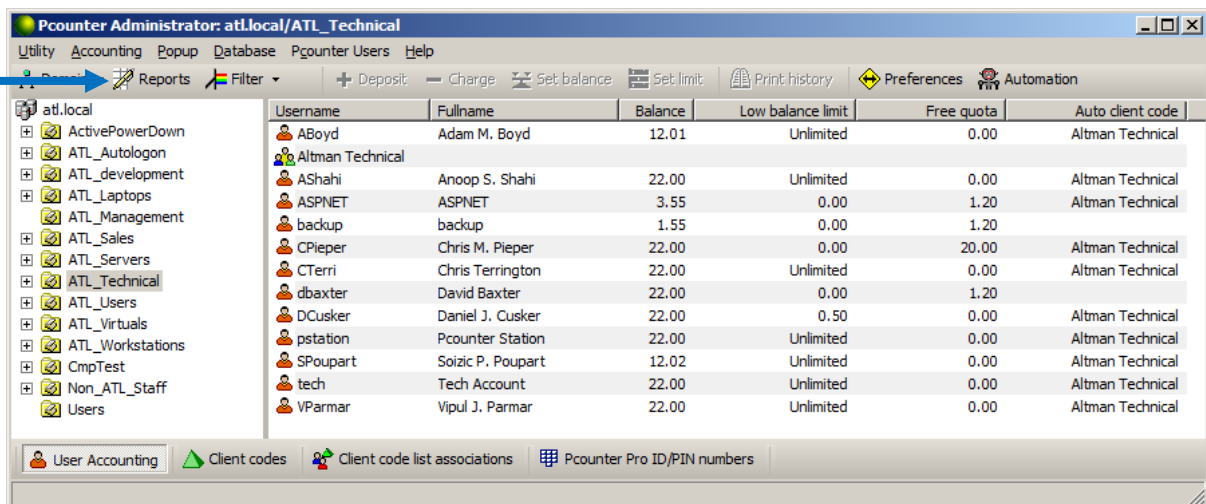 Pcounter Administrator: atl.local/ATL_Technical
Utility Accounting Popup Database Pcounter Users Help
Reports Filter Deposit Charge Set balance Set limit Print history Preferences Automation
atl.local
ActivePowerDown
ATL_Autologon
ATL_development
ATL_Laptops
ATL_Management
ATL_Sales
ATL_Servers
ATL_Technical
ATL_Users
ATL_Virtuals
ATL_Workstations
CmpTest
Non_ATL_Staff
Users
Username Fullname Balance Low balance limit Free quota Auto client code
ABoyd Adam M. Boyd 12.01 Unlimited 0.00 Altman Technical
Altman Technical
AShahi Anoop S. Shahi 22.00 Unlimited 0.00 Altman Technical
ASPNET ASPNET 3.55 0.00 1.20 Altman Technical
backup backup 1.55 0.00 1.20
CPieper Chris M. Pieper 22.00 0.00 20.00 Altman Technical
CTerri Chris Terrington 22.00 Unlimited 0.00 Altman Technical
dbaxter David Baxter 22.00 0.00 1.20
DCusker Daniel J. Cusker 22.00 0.50 0.00 Altman Technical
pstation Pcounter Station 22.00 Unlimited 0.00 Altman Technical
SPoupart Soizic P. Poupart 12.02 Unlimited 0.00 Altman Technical
tech Tech Account 22.00 Unlimited 0.00 Altman Technical
VParmar Vipul J. Parmar 22.00 Unlimited 0.00 Altman Technical
User Accounting Client codes Client code list associations Pcounter Pro ID/PIN numbers